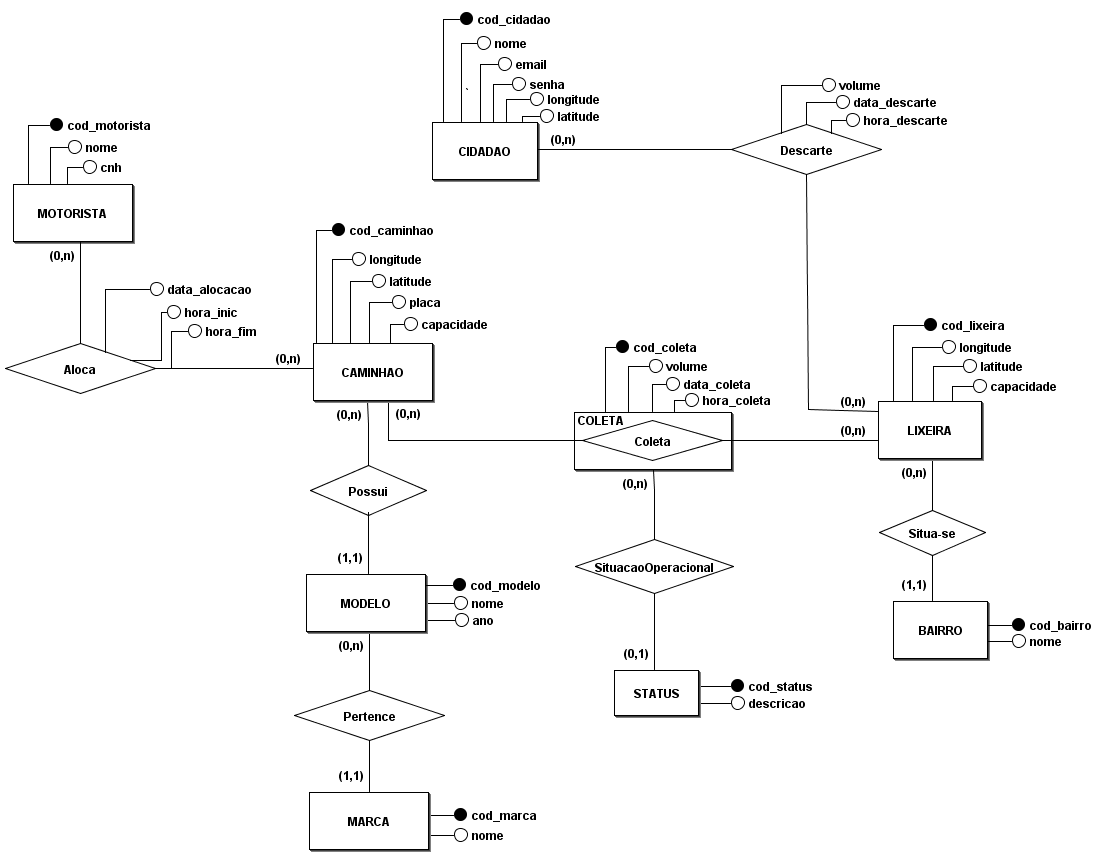 cod_cidadao
nome
email
senha
longitude
latitude
CIDADAO
(0,n)
volume
data_descarte
hora_descarte
Descarte
cod_motorista
nome
cnh
MOTORISTA
(0,n)
data_alocacao
hora_inic
hora_fim
Aloca
(0,n)
cod_caminhao
longitude
latitude
placa
capacidade
CAMINHAO
(0,n)
(0,n)
cod_coleta
volume
data_coleta
hora_coleta
COLETA
Coleta
(0,n)
cod_lixeira
longitude
latitude
capacidade
(0,n)
(0,n)
LIXEIRA
(0,n)
Possui
(1,1)
MODELO
cod_modelo
nome
ano
(0,n)
Pertence
(1,1)
MARCA
cod_marca
nome
SituacaoOperacional
(0,1)
STATUS
cod_status
descricao
Situa-se
(1,1)
BAIRRO
cod_bairro
nome